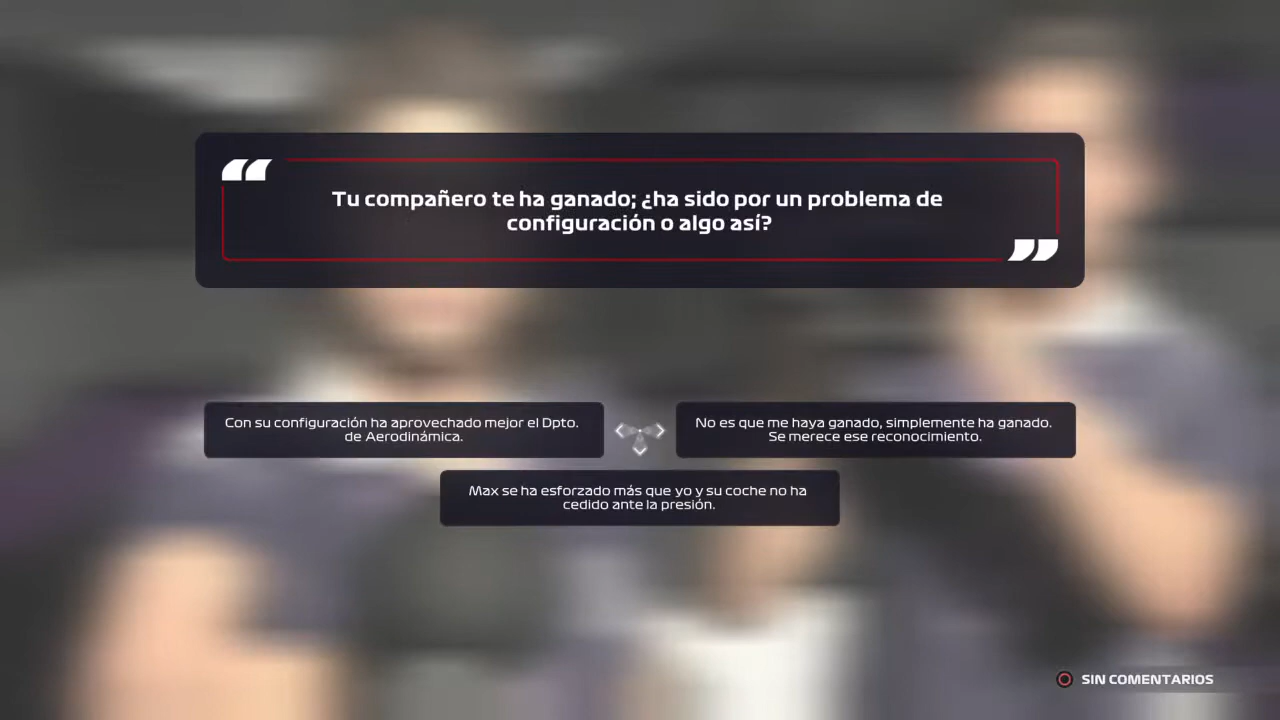 Tu compañero te ha ganado; ¿ha sido por un problema de
configuración o algo así?
Con su configuración ha aprovechado mejor el Dpto.
de Aerodinámica.
No es que me haya ganado, simplemente ha ganado.
Se merece ese reconocimiento.
Max se ha esforzado más que yo y su coche no ha
cedido ante la presión.
SIN COMENTARIOS